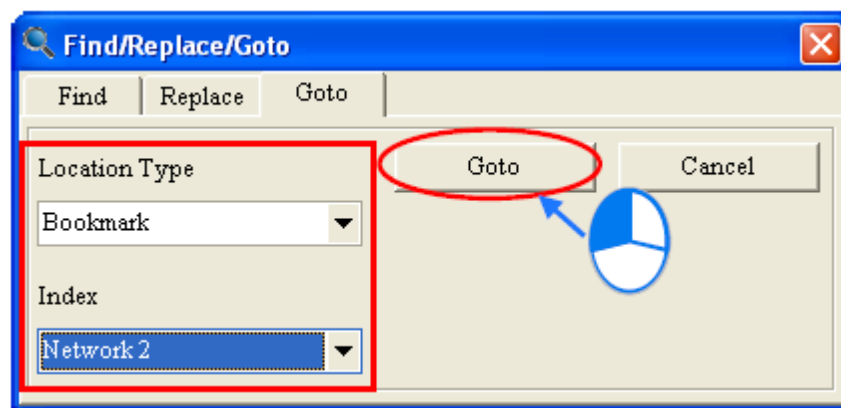 Find/Replace/Goto
Find Replace Goto
Location Type
Goto Cancel
Bookmark
Index
Network 2